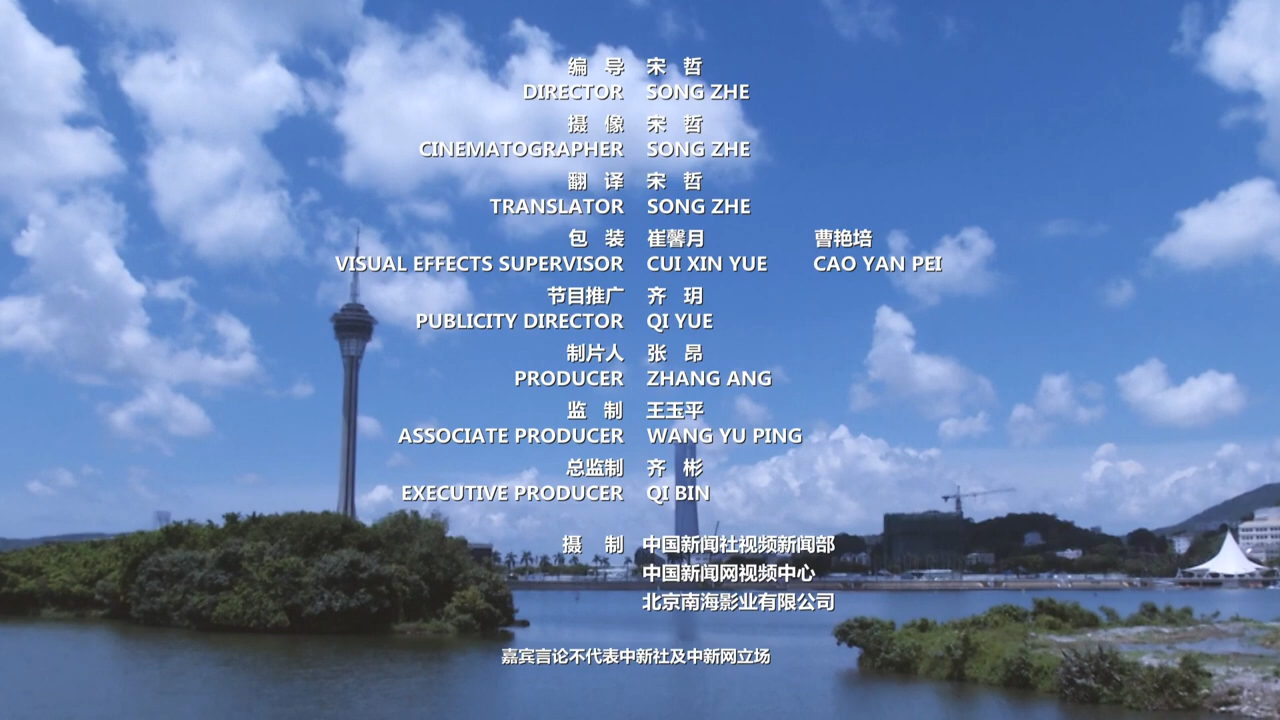 编 导 宋 哲
DIRECTOR SONG ZHE
摄 像 宋 哲
CINEMATOGRAPHER SONG ZHE
翻 译 宋 哲
TRANSLATOR SONG ZHE
包 装 崔馨月 曹艳培
VISUAL EFFECTS SUPERVISOR CUI XIN YUE CAO YAN PEI
节目推广 齐 玥
PUBLICITY DIRECTOR QI YUE
制片人 张 昂
PRODUCER ZHANG ANG
监 制 王玉平
ASSOCIATE PRODUCER WANG YU PING
总监制 齐 彬
EXECUTIVE PRODUCER QI BIN
摄 制 中国新闻社视频新闻部
中国新闻网视频中心
北京南海影业有限公司
嘉宾言论不代表中新社及中新网立场